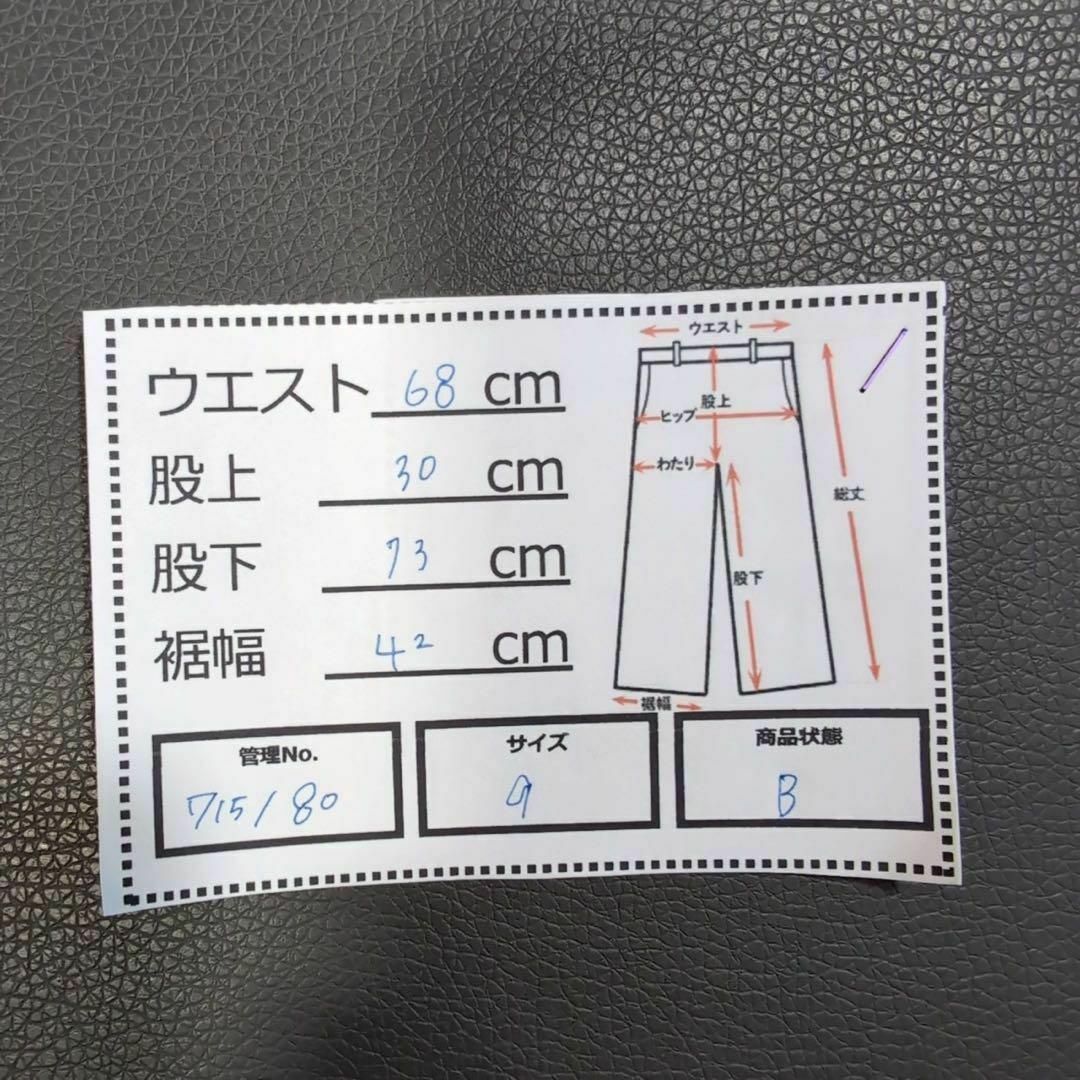 ウエスト 68 cm
股上 30 cm
股下 73 cm
裾幅 42 cm
ウエスト
股上
ヒップ
わたり
総丈
股下
裾幅
管理No.
715/80
サイズ
9
商品状態
B